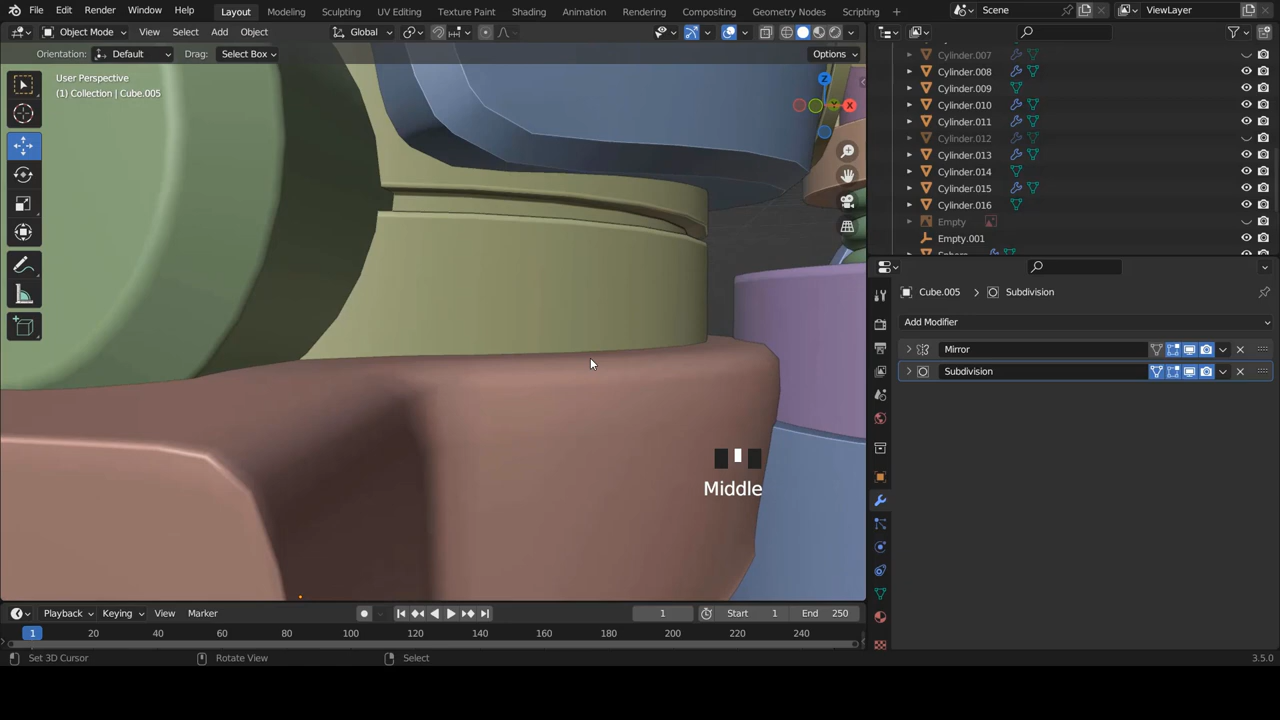 File Edit Render Window Help Layout Modeling Sculpting UV Editing Texture Paint Shading Animation Rendering Compositing Geometry Nodes Scripting + Scene ViewLayer
Object Mode View Select Add Object Global
Orientation: Default Drag: Select Box Options
User Perspective
(1) Collection | Cube.005
Z
X
Middle
Cylinder.007
Cylinder.008
Cylinder.009
Cylinder.010
Cylinder.011
Cylinder.012
Cylinder.013
Cylinder.014
Cylinder.015
Cylinder.016
Empty
Empty.001
Cube.005 > Subdivision
Add Modifier
Mirror
Subdivision
Playback Keying View Marker 1 Start 1 End 250
1 20 40 60 80 100 120 140 160 180 200 220 240
Set 3D Cursor Rotate View Select 3.5.0